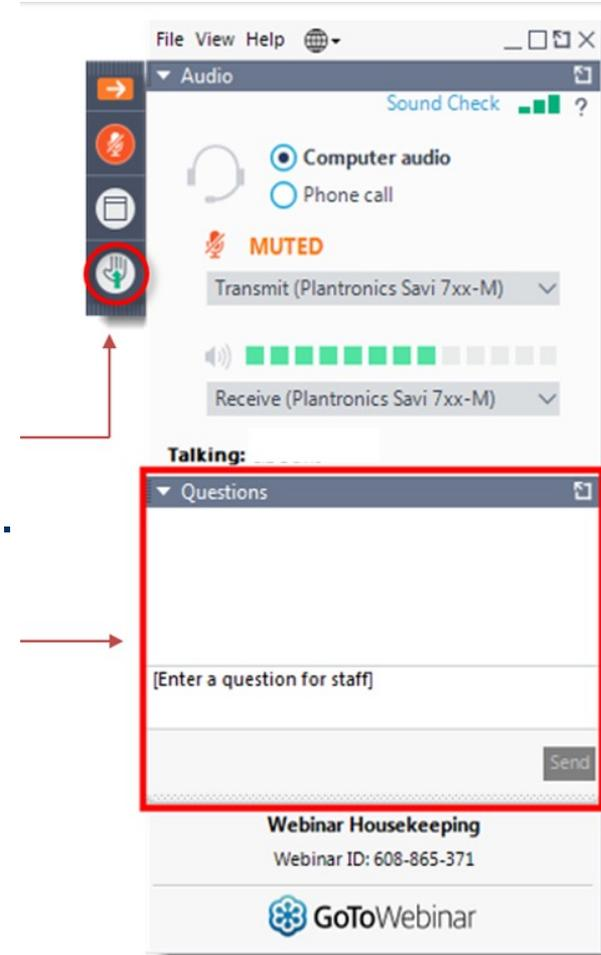 File View Help
Audio
Sound Check ?
Computer audio
Phone call
MUTED
Transmit (Plantronics Savi 7xx-M)
Receive (Plantronics Savi 7xx-M)
Talking:
Questions
[Enter a question for staff]
Send
Webinar Housekeeping
Webinar ID: 608-865-371
GoToWebinar